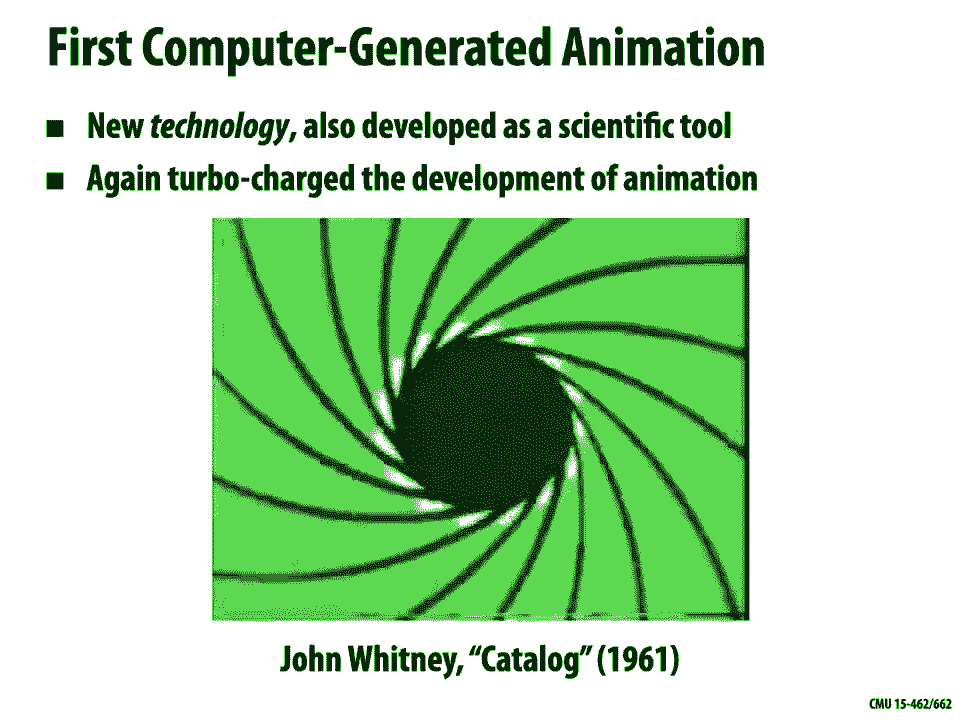 First Computer-Generated Animation
■ New technology, also developed as a scientific tool
■ Again turbo-charged the development of animation
John Whitney, “Catalog” (1961)
CMU 15-462/662